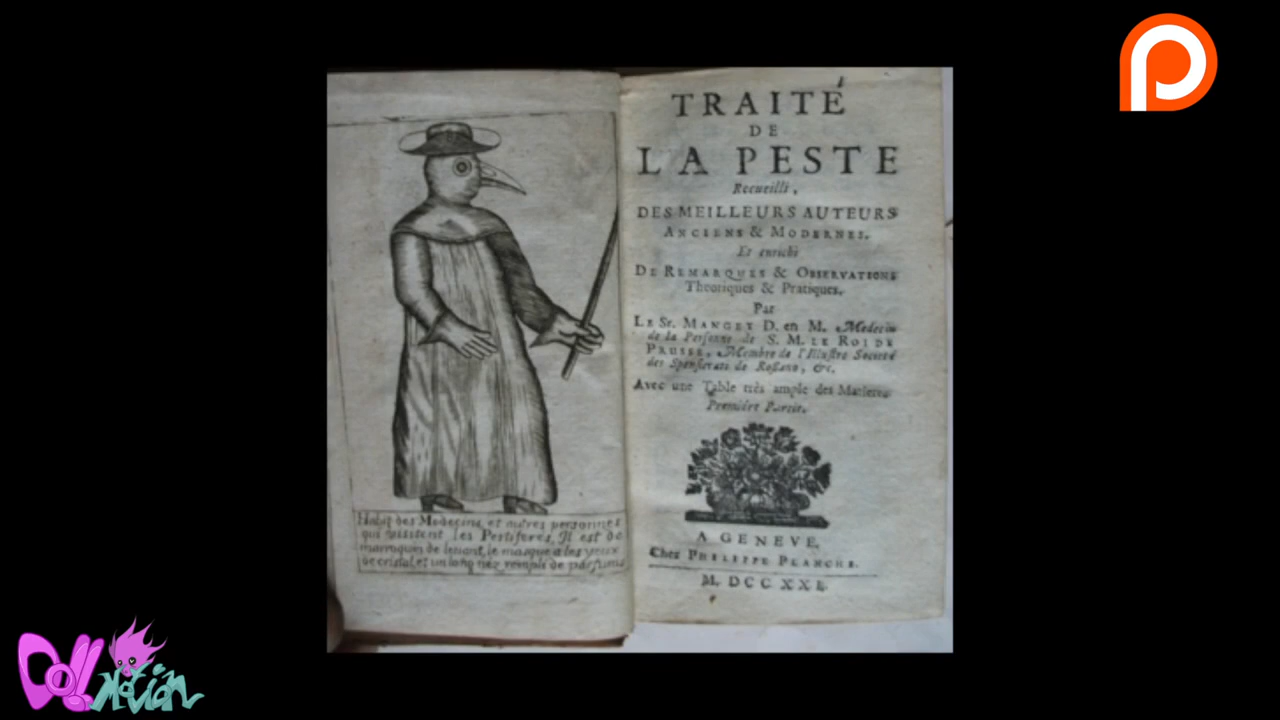 Habit des Medecins, et autres personnes
qui visitent les Pestiferes, Il est de
marroquin de levant, le masque a les yeux
de cristal, et un long nez rempli de parfums
TRAITÉ
DE
LA PESTE
Recueilli,
DES MEILLEURS AUTEURS
ANCIENS & MODERNES.
Et enrichi
DE REMARQUES & OBSERVATIONS
Theoriques & Pratiques.
Par
LE Sr. MANGET D. en M. Medecin
de la Personne de S. M. LE ROI DE
PRUSSE, Membre de l'Illustre Societé
des de Rossano, &c.
Avec une Table très ample des Matieres.
Premiére Partie.
A GENEVE,
Chez PHILIPPE PLANCHE.
M. DCC XXI.
Doll
Motion